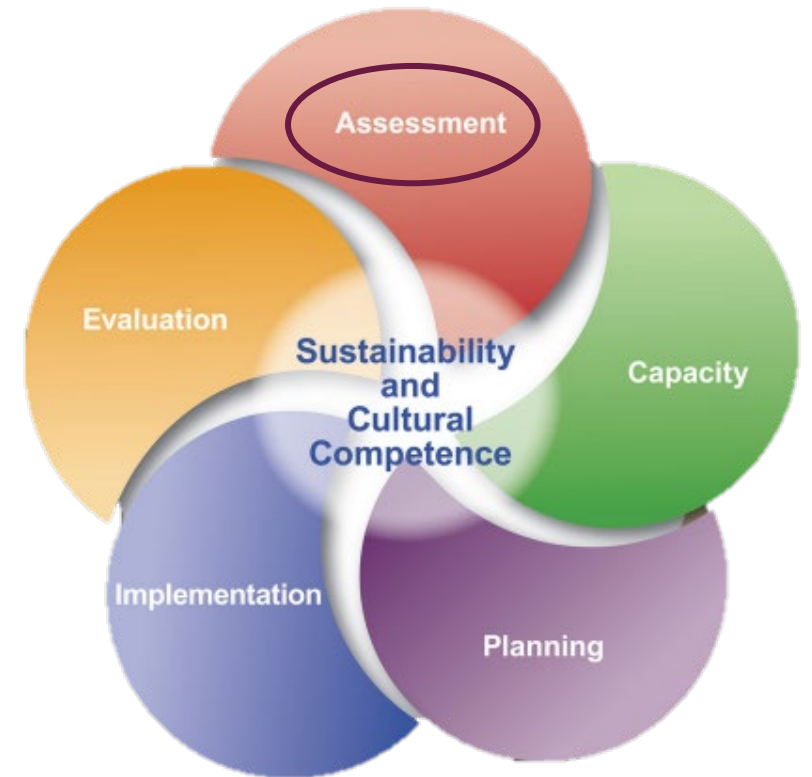 Assessment
Capacity
Planning
Implementation
Evaluation
Sustainability
and
Cultural
Competence